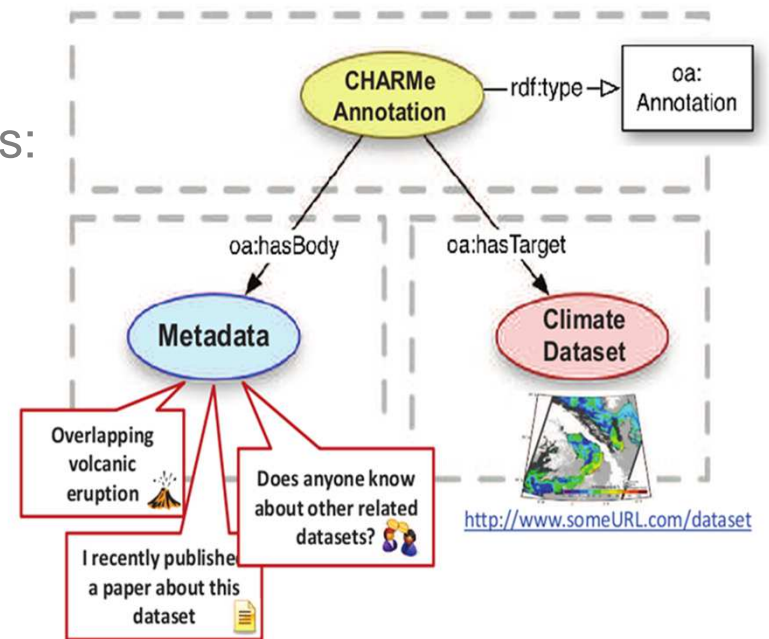 s:
CHARMe
Annotation
rdf:type
oa:
Annotation
oa:hasBody
oa:hasTarget
Metadata
Climate
Dataset
Overlapping
volcanic
eruption
Does anyone know
about other related
datasets?
I recently publishe
a paper about this
dataset
http://www.someURL.com/dataset